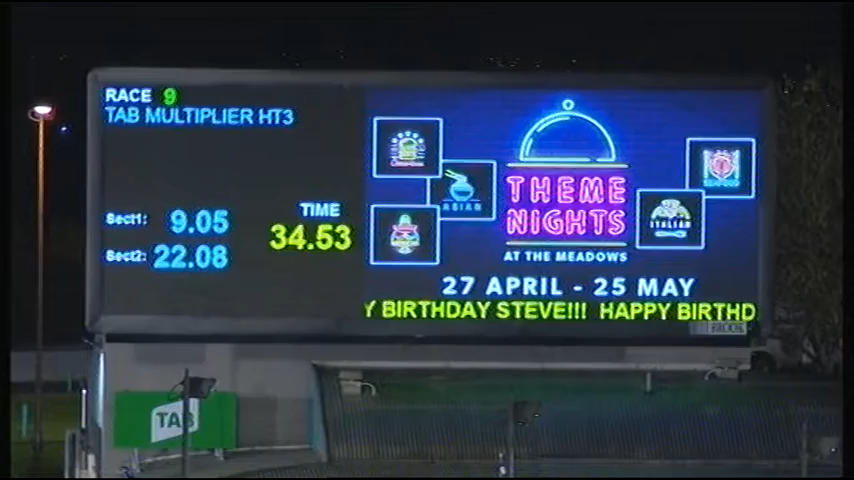 RACE 9
TAB MULTIPLIER HT3
Sect1: 9.05
Sect2: 22.08
TIME
34.53
ASIAN
THEME
NIGHTS
AT THE MEADOWS
SEAFOOD
ITALIAN
27 APRIL - 25 MAY
Y BIRTHDAY STEVE!!! HAPPY BIRTHD
TAB